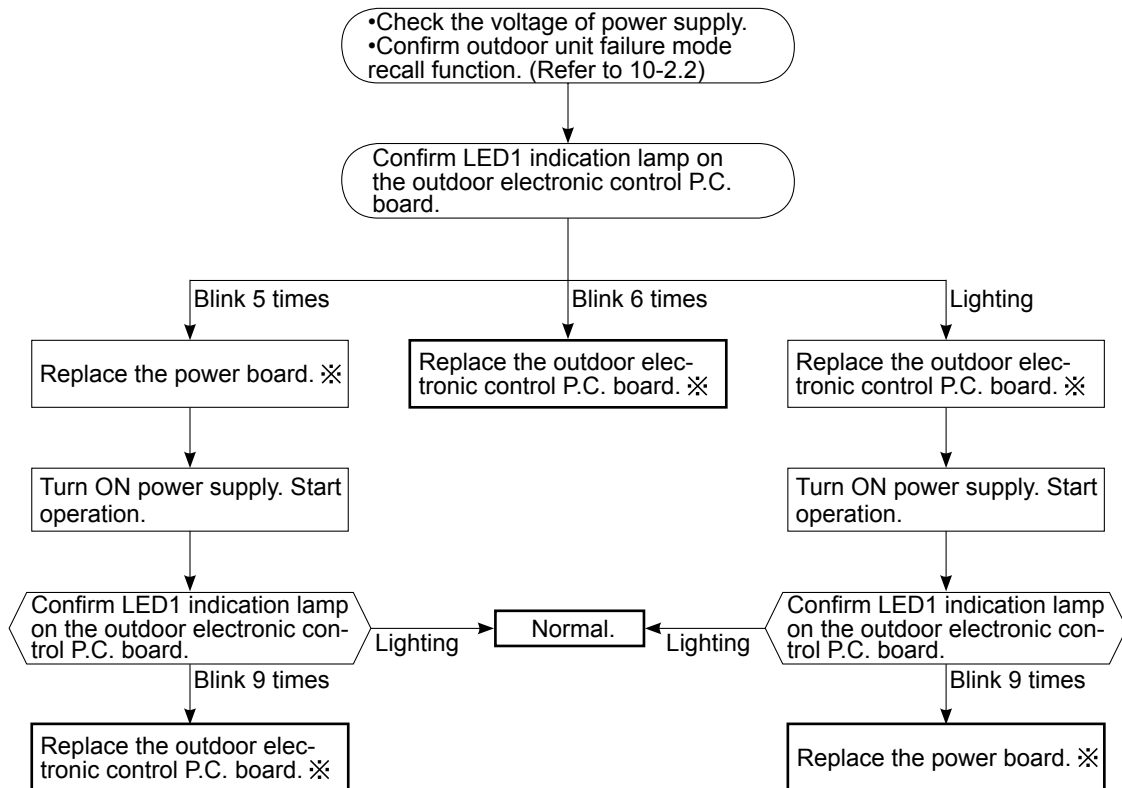 •Check the voltage of power supply.
•Confirm outdoor unit failure mode
recall function. (Refer to 10-2.2)
Confirm LED1 indication lamp on
the outdoor electronic control P.C.
board.
Blink 5 times
Blink 6 times
Lighting
Replace the power board. ※
Replace the outdoor elec-
tronic control P.C. board. ※
Replace the outdoor elec-
tronic control P.C. board. ※
Turn ON power supply. Start
operation.
Turn ON power supply. Start
operation.
Confirm LED1 indication lamp
on the outdoor electronic con-
trol P.C. board.
Lighting
Normal.
Lighting
Confirm LED1 indication lamp
on the outdoor electronic con-
trol P.C. board.
Blink 9 times
Blink 9 times
Replace the outdoor elec-
tronic control P.C. board. ※
Replace the power board. ※